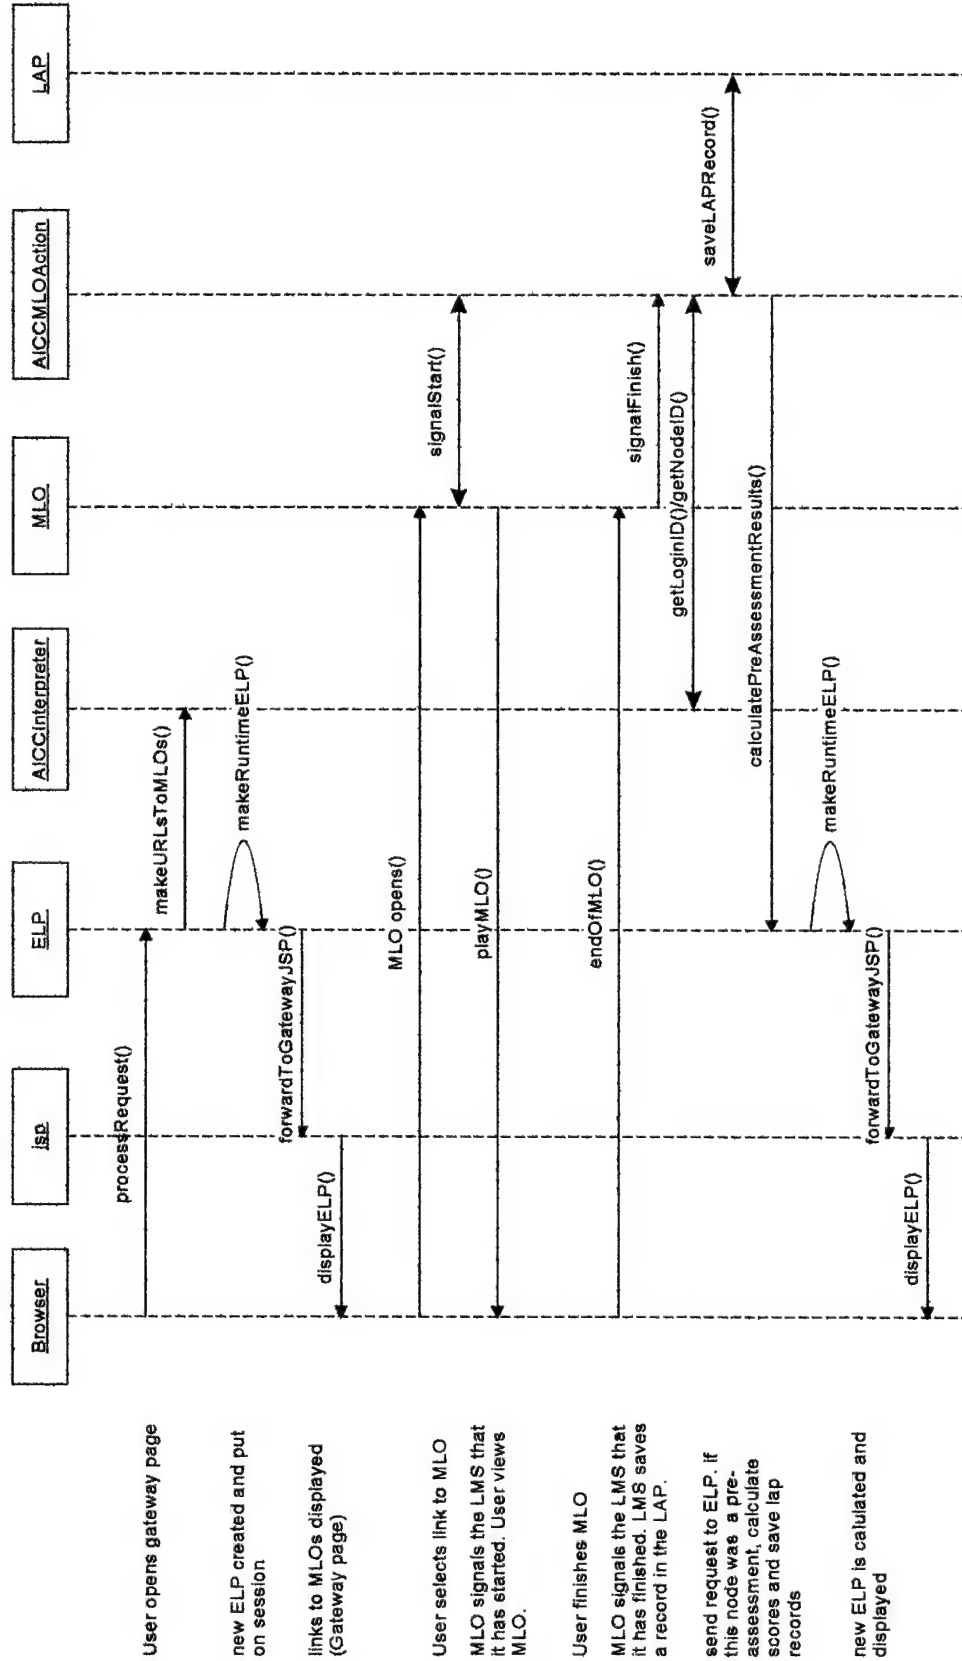 Browser
jsp
ELP
AICCInterpreter
MLO
AICCMLOAction
LAP
User opens gateway page
processRequest()
makeURLsToMLOs()
new ELP created and put
on session
makeRuntimeELP()
forwardToGatewayJSP()
links to MLOs displayed
(Gateway page)
displayELP()
User selects link to MLO
MLO opens()
MLO signals the LMS that
it has started. User views
MLO.
signalStart()
playMLO()
User finishes MLO
endOfMLO()
MLO signals the LMS that
it has finished. LMS saves
a record in the LAP.
signalFinish()
getLoginID()/getNodeID()
saveLAPRecord()
send request to ELP. if
this node was a pre-
assessment, calculate
scores and save lap
records
calculatePreAssessmentResults()
makeRuntimeELP()
new ELP is calulated and
displayed
forwardToGatewayJSP()
displayELP()